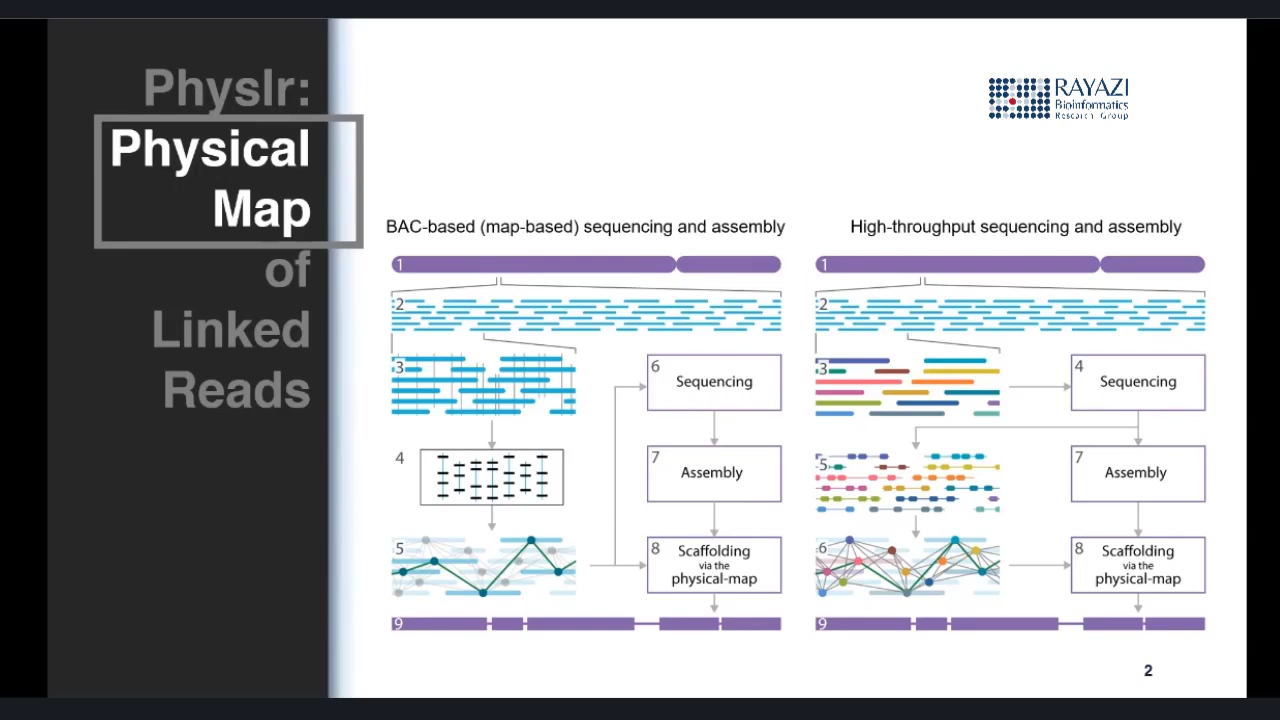 Physlr:
Physical
Map
of
Linked
Reads
RAYAZI
Bioinformatics
Research Group
BAC-based (map-based) sequencing and assembly
1
2
3
4
5
6
Sequencing
7
Assembly
8
Scaffolding
via the
physical-map
9
High-throughput sequencing and assembly
1
2
3
4
Sequencing
5
7
Assembly
6
8
Scaffolding
via the
physical-map
9
2